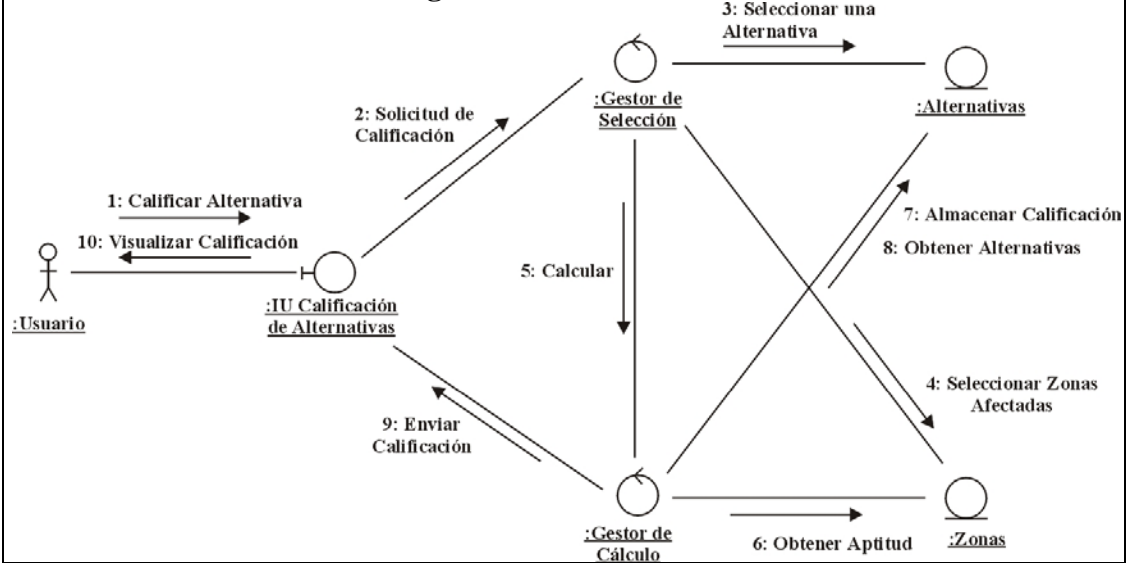 3: Seleccionar una
Alternativa
:Gestor de
Selección
:Alternativas
2: Solicitud de
Calificación
1: Calificar Alternativa
10: Visualizar Calificación
:Usuario
:IU Calificación
de Alternativas
5: Calcular
7: Almacenar Calificación
8: Obtener Alternativas
4: Seleccionar Zonas
Afectadas
9: Enviar
Calificación
:Gestor de
Cálculo
6: Obtener Aptitud
:Zonas